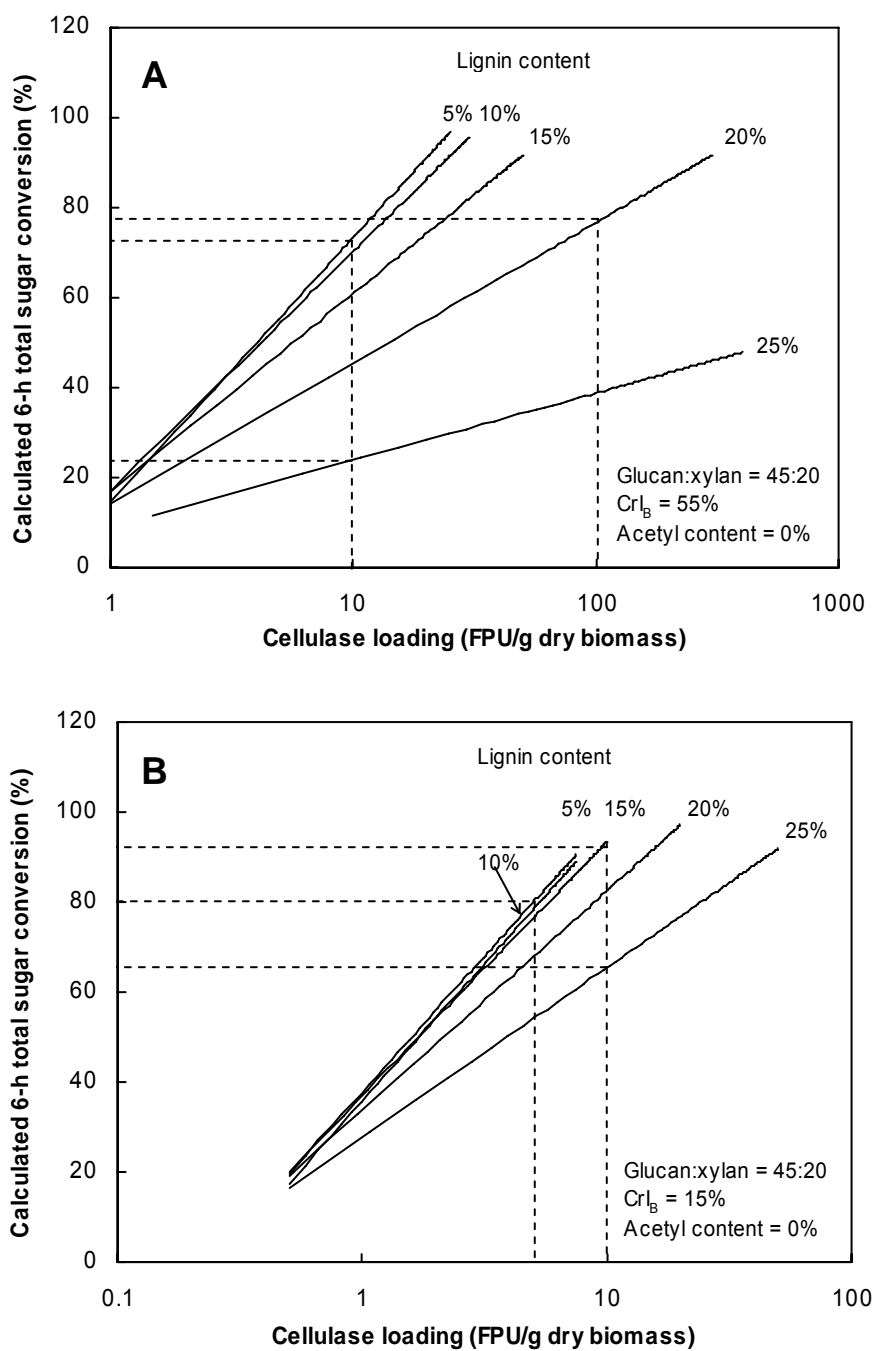 120
A
Lignin content
100
5% 10%
15%
20%
80
60
40
25%
20
Glucan:xylan = 45:20
CrI_B = 55%
Acetyl content = 0%
0
1
10
100
1000
Calculated 6-h total sugar conversion (%)
Cellulase loading (FPU/g dry biomass)
120
B
Lignin content
100
5% 15% 20%
25%
10%
80
60
40
20
Glucan:xylan = 45:20
CrI_B = 15%
Acetyl content = 0%
0
0.1
1
10
100
Calculated 6-h total sugar conversion (%)
Cellulase loading (FPU/g dry biomass)